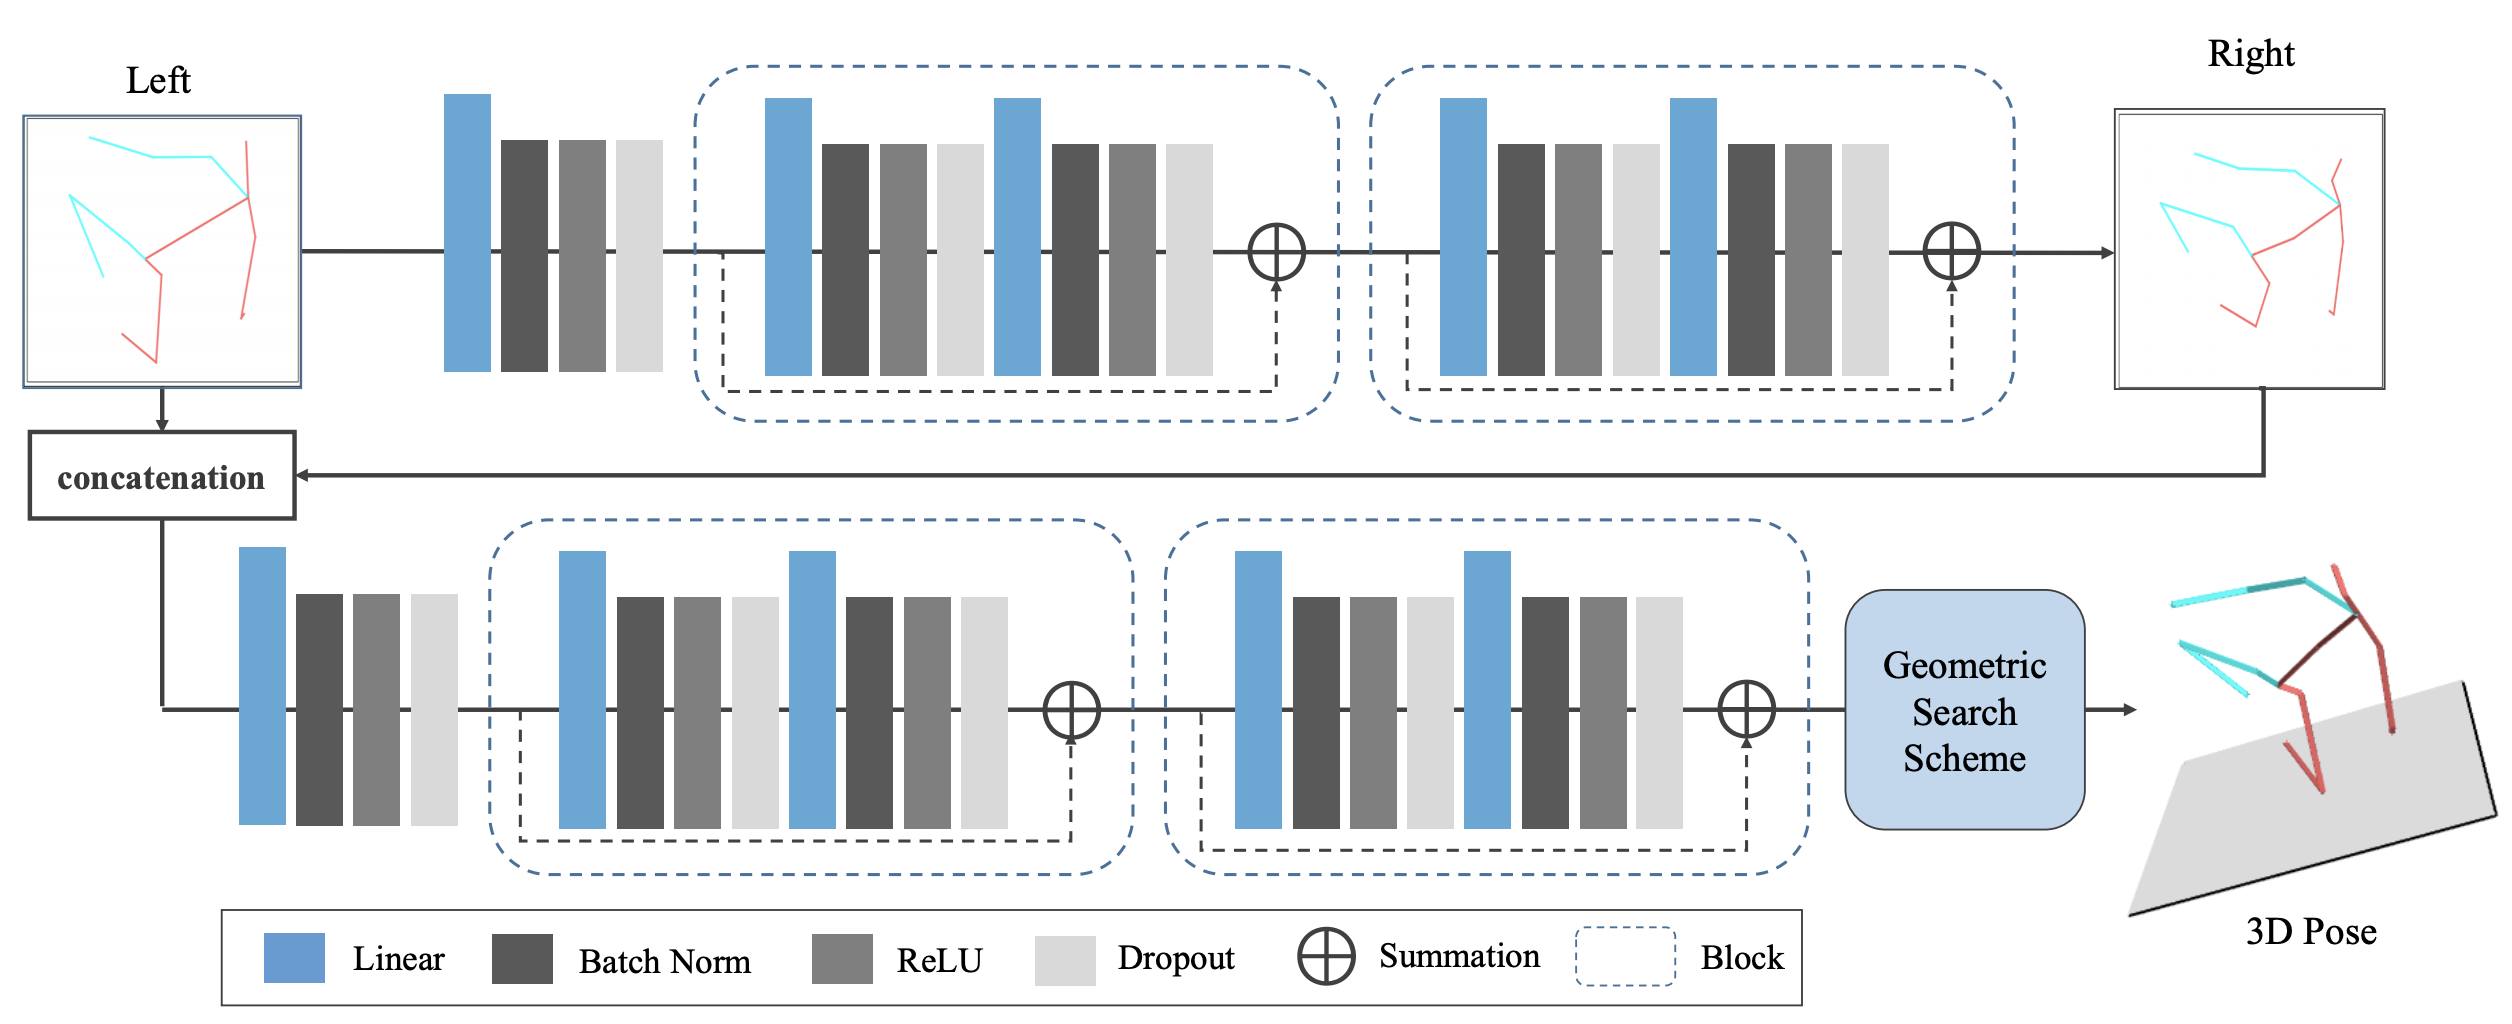 Left
Right
concatenation
Geometric
Search
Scheme
3D Pose
Linear
Batch Norm
ReLU
Dropout
Summation
Block